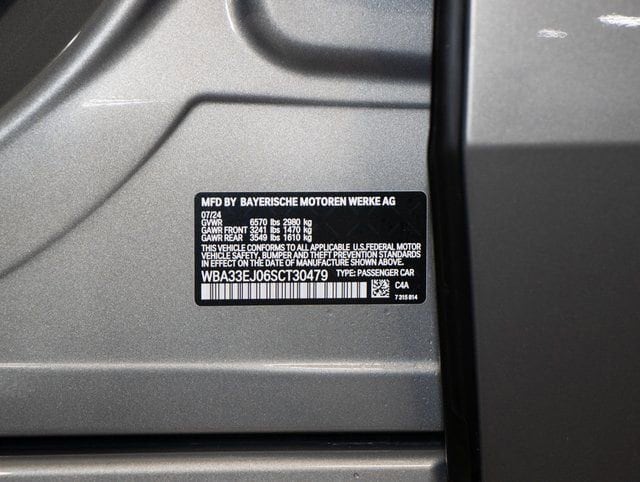 MFD BY BAYERISCHE MOTOREN WERKE AG
07/24
GVWR 6570 lbs 2980 kg
GAWR FRONT 3241 lbs 1470 kg
GAWR REAR 3549 lbs 1610 kg
THIS VEHICLE CONFORMS TO ALL APPLICABLE U.S.FEDERAL MOTOR
VEHICLE SAFETY, BUMPER AND THEFT PREVENTION STANDARDS
IN EFFECT ON THE DATE OF MANUFACTURE SHOWN ABOVE.
WBA33EJ06SCT30479 TYPE: PASSENGER CAR
C4A
7 215 814